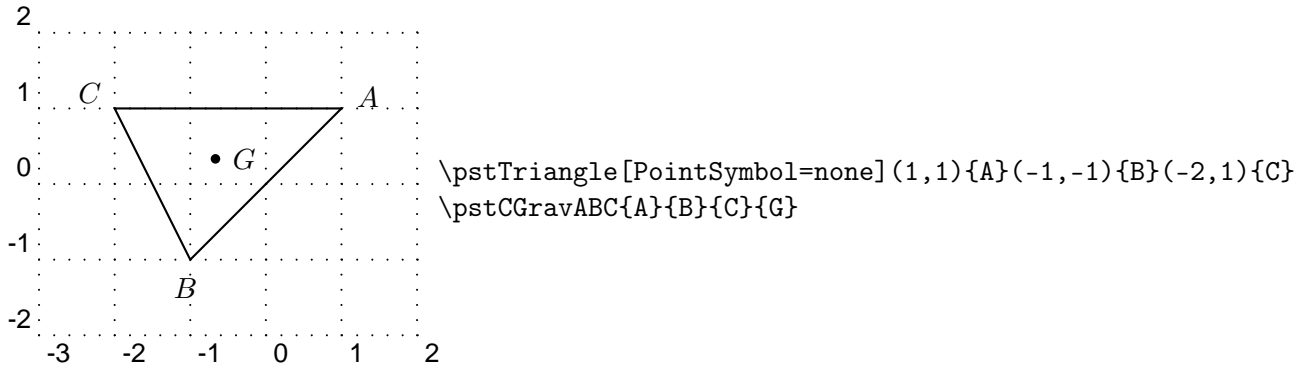 2
1
0
-1
-2
-3 -2 -1 0 1 2
C
A
G
B
\pstTriangle[PointSymbol=none](1,1){A}(-1,-1){B}(-2,1){C}
\pstCGravABC{A}{B}{C}{G}